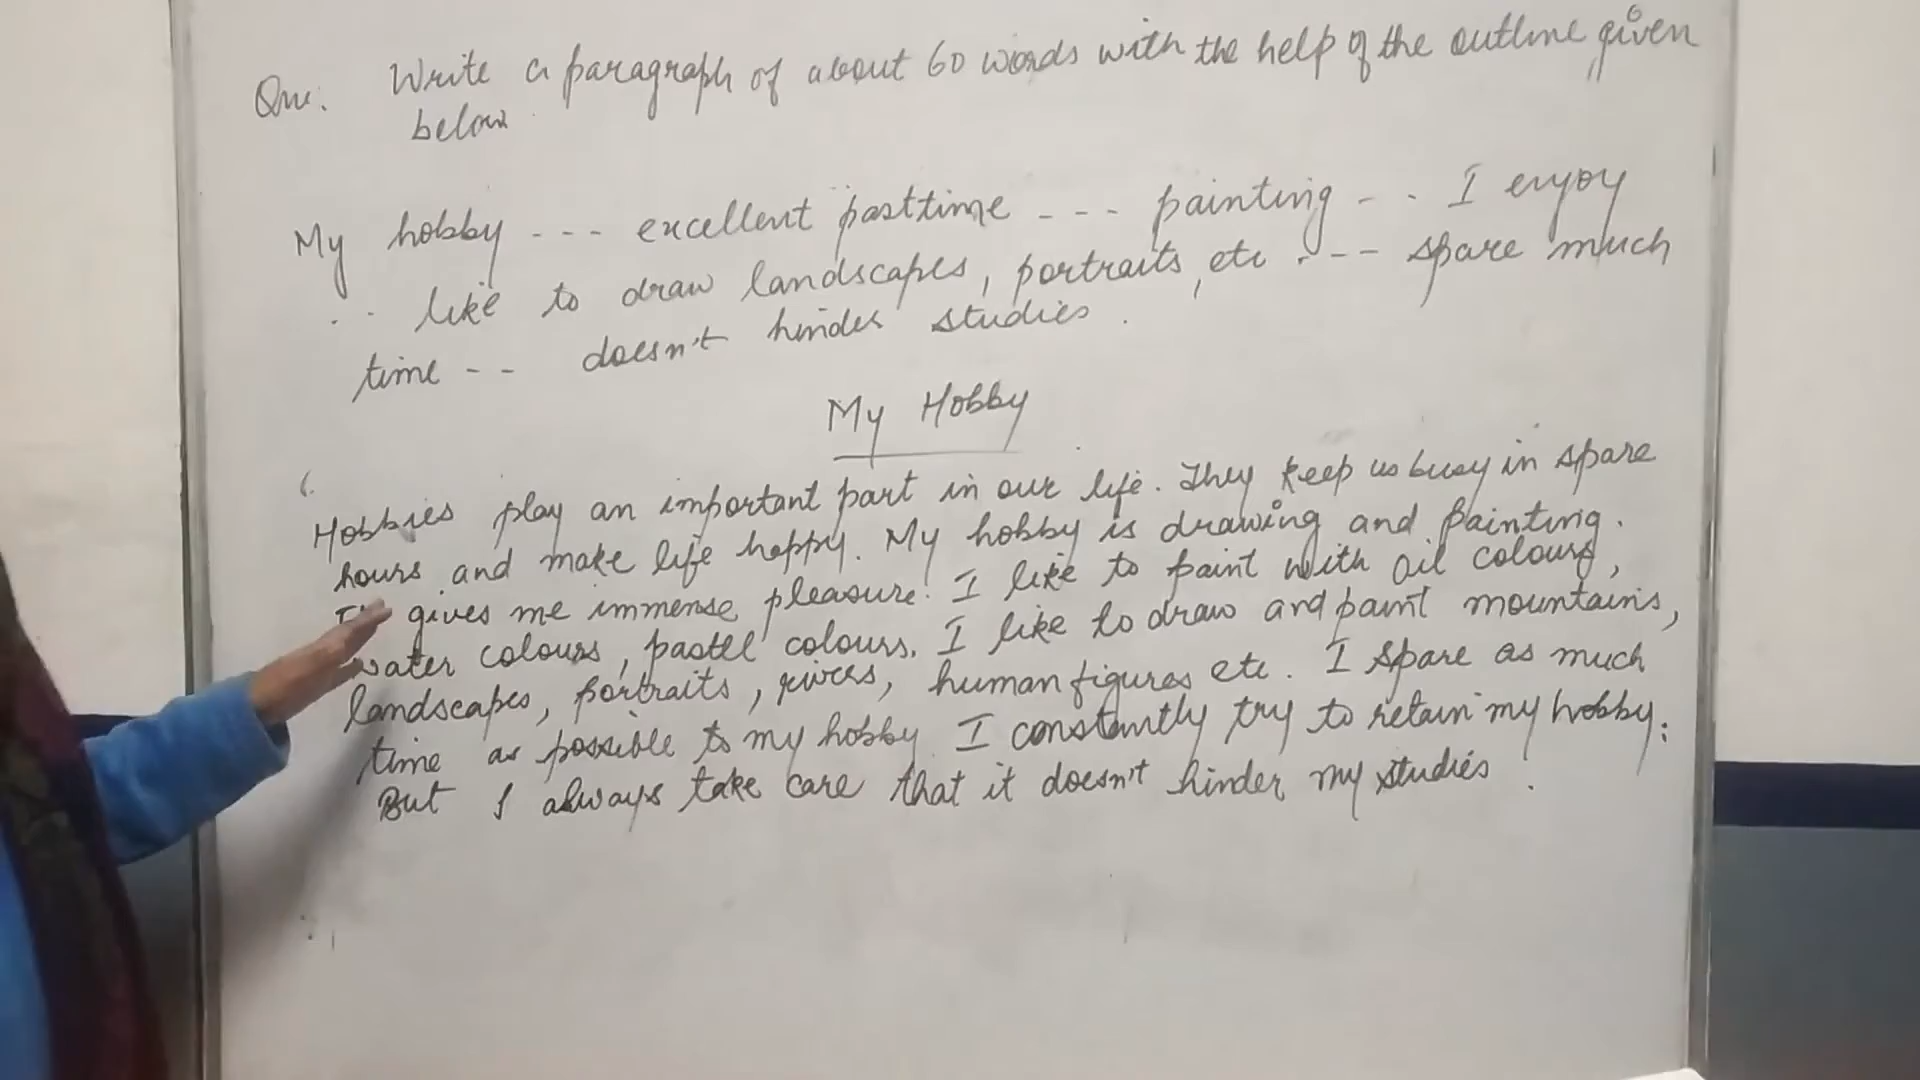 Que. Write a paragraph of about 60 words with the help of the outline given
below
My hobby --- excellent pasttime --- painting -- I enjoy
.. like to draw landscapes, portraits, etc --- spare much
time -- doesn't hinder studies.
My Hobby
Hobbies play an important part in our life. They keep us busy in spare
hours and make life happy. My hobby is drawing and painting.
gives me immense pleasure. I like to paint with oil colours,
water colours, pastel colours. I like to draw and paint mountains,
landscapes, portraits, rivers, human figures etc. I spare as much
time as possible to my hobby. I constantly try to retain my hobby.
But I always take care that it doesn't hinder my studies.